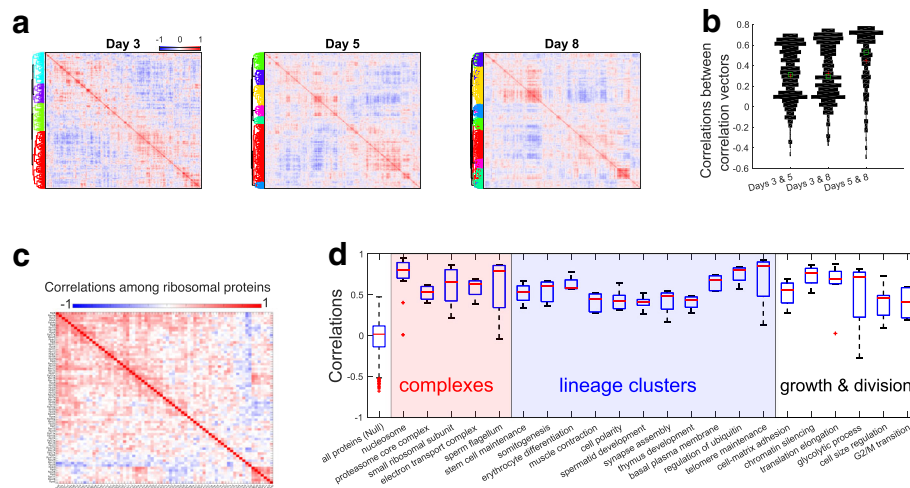 a
Day 3
-1 0 1
Day 5
Day 8
b
Correlations between
correlation vectors
0.8
0.6
0.4
0.2
0
-0.2
-0.4
-0.6
Days 3 & 5
Days 3 & 8
Days 5 & 8
c
Correlations among ribosomal proteins
-1 1
d
Correlations
1
0.5
0
-0.5
-1
complexes
lineage clusters
growth & division
all proteins (Null)
nucleosome
proteasome core complex
small ribosomal subunit
electron transport complex
sperm flagellum
stem cell maintenance
somitogenesis
erythrocyte differentiation
muscle contraction
cell polarity
spermatid development
synapse assembly
thymus development
basal plasma membrane
regulation of ubiquitin
telomere maintenance
cell-matrix adhesion
chromatin silencing
translation elongation
glycolytic process
cell size regulation
G2/M transition